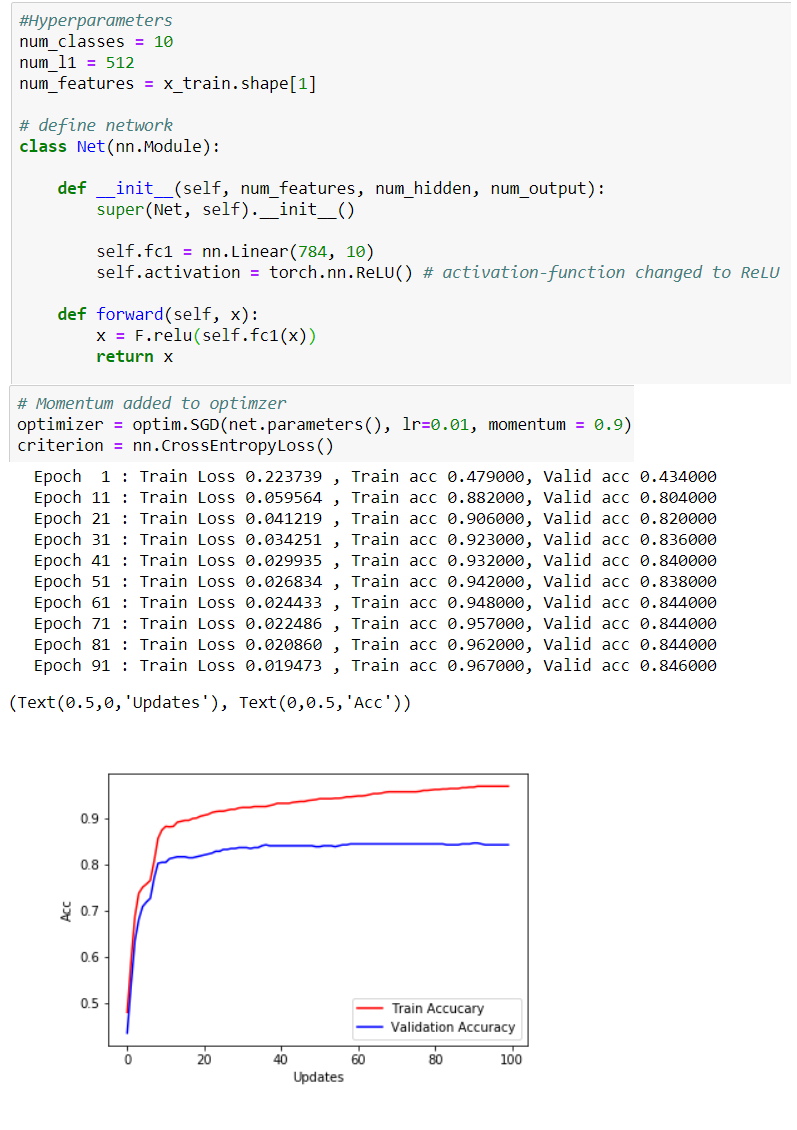 #Hyperparameters
num_classes = 10
num_l1 = 512
num_features = x_train.shape[1]
# define network
class Net(nn.Module):
def __init__(self, num_features, num_hidden, num_output):
super(Net, self).__init__()
self.fc1 = nn.Linear(784, 10)
self.activation = torch.nn.ReLU() # activation-function changed to ReLU
def forward(self, x):
x = F.relu(self.fc1(x))
return x
# Momentum added to optimzer
optimizer = optim.SGD(net.parameters(), lr=0.01, momentum = 0.9)
criterion = nn.CrossEntropyLoss()
Epoch  1 : Train Loss 0.223739 , Train acc 0.479000, Valid acc 0.434000
Epoch 11 : Train Loss 0.059564 , Train acc 0.882000, Valid acc 0.804000
Epoch 21 : Train Loss 0.041219 , Train acc 0.906000, Valid acc 0.820000
Epoch 31 : Train Loss 0.034251 , Train acc 0.923000, Valid acc 0.836000
Epoch 41 : Train Loss 0.029935 , Train acc 0.932000, Valid acc 0.840000
Epoch 51 : Train Loss 0.026834 , Train acc 0.942000, Valid acc 0.838000
Epoch 61 : Train Loss 0.024433 , Train acc 0.948000, Valid acc 0.844000
Epoch 71 : Train Loss 0.022486 , Train acc 0.957000, Valid acc 0.844000
Epoch 81 : Train Loss 0.020860 , Train acc 0.962000, Valid acc 0.844000
Epoch 91 : Train Loss 0.019473 , Train acc 0.967000, Valid acc 0.846000
(Text(0.5,0,'Updates'), Text(0,0.5,'Acc'))
0.9
0.8
0.7
0.6
0.5
Acc
Train Accucary
Validation Accuracy
0 20 40 60 80 100
Updates